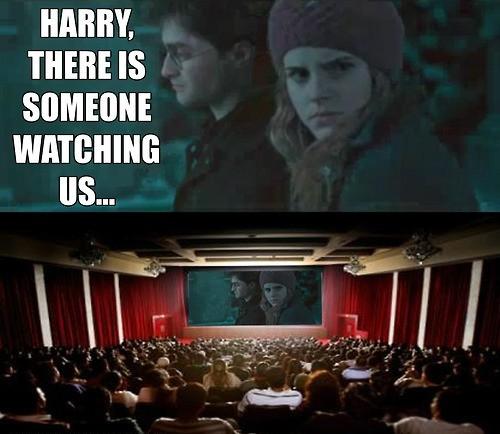 HARRY,
THERE IS
SOMEONE
WATCHING
US...